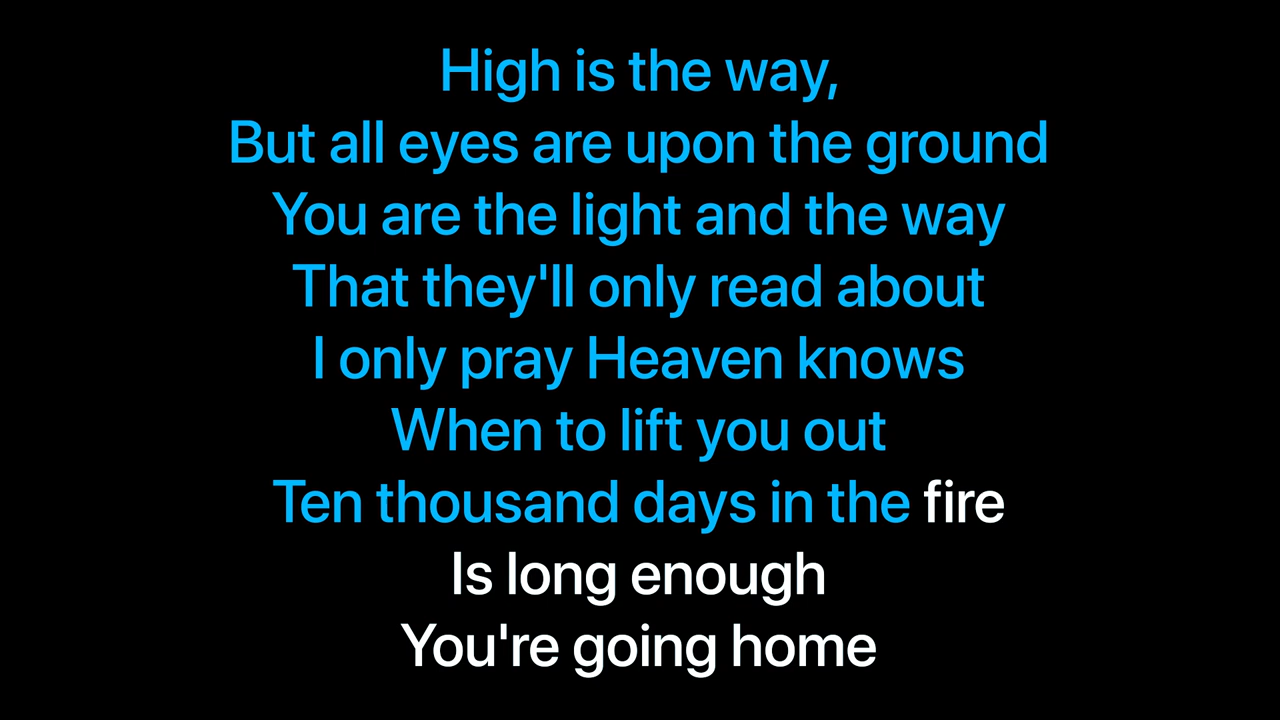 High is the way,
But all eyes are upon the ground
You are the light and the way
That they'll only read about
I only pray Heaven knows
When to lift you out
Ten thousand days in the fire
Is long enough
You're going home